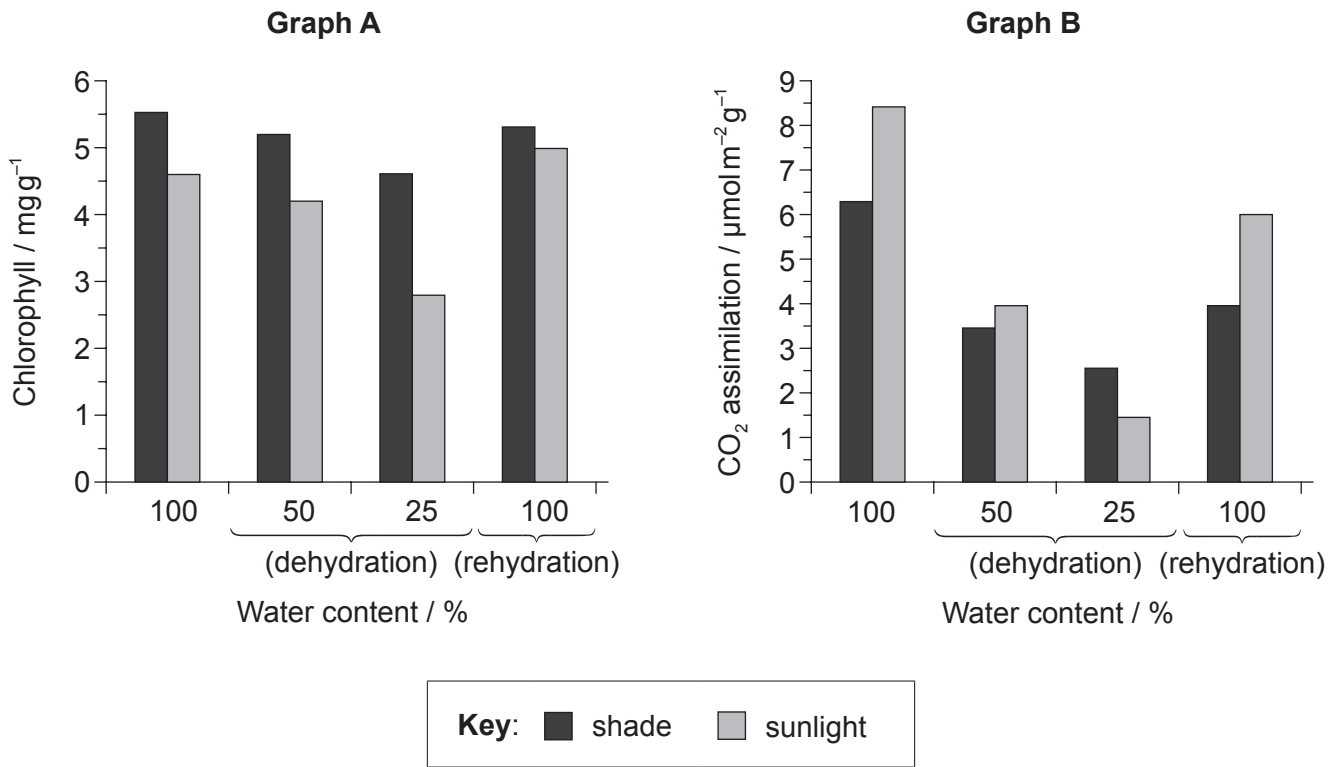 Graph A
6
5
4
3
2
1
0
Chlorophyll / mg g⁻¹
100 50 25 100
(dehydration) (rehydration)
Water content / %
Graph B
9
8
7
6
5
4
3
2
1
0
CO₂ assimilation / µmol m⁻² g⁻¹
100 50 25 100
(dehydration) (rehydration)
Water content / %
Key: shade sunlight